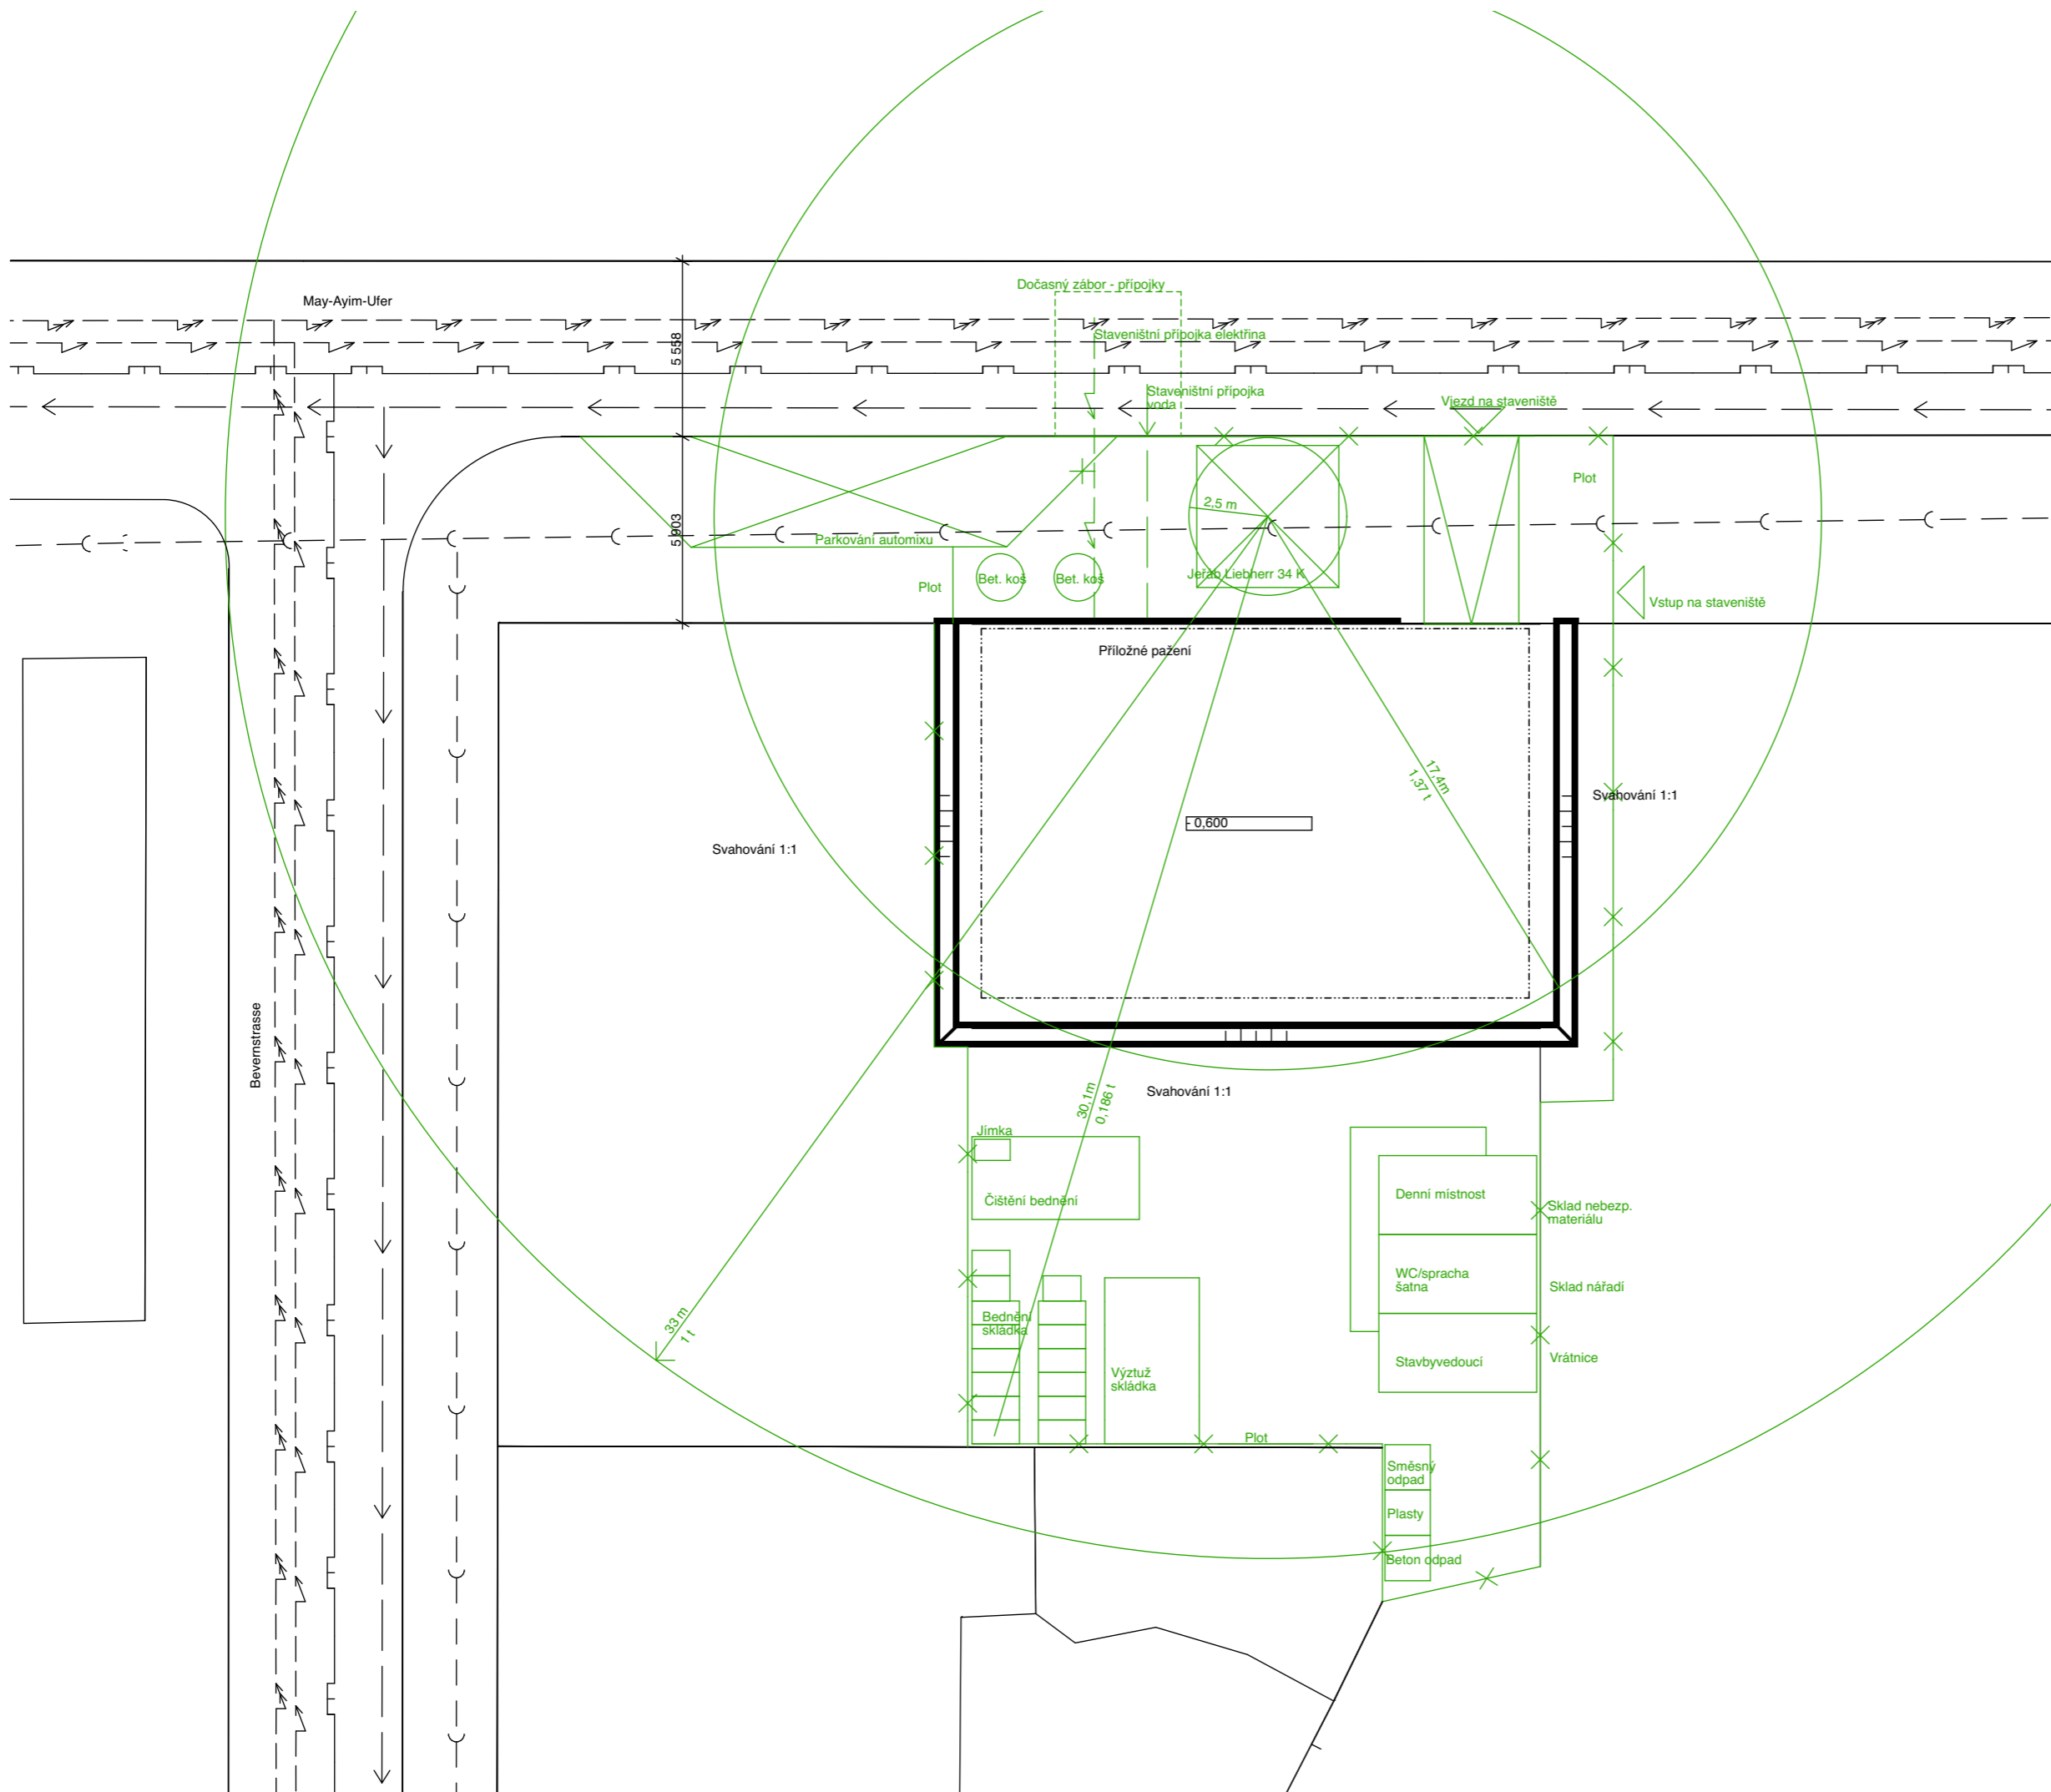 Dočasný zábor - přípojky
May-Ayim-Ufer
Staveništní přípojka elektřina
5 558
Staveništní přípojka
voda
Vjezd na staveniště
Plot
2,5 m
5 903
Parkování automixu
Bet. koš
Bet. koš
Jeřáb Liebherr 34 K
Plot
Vstup na staveniště
Příložné pažení
17,4m
1,37 t
Svahování 1:1
- 0,600
Svahování 1:1
Bevernstrasse
Svahování 1:1
30,1m
0,186 t
Jímka
Čištění bednění
Denní místnost
Sklad nebezp.
materiálu
WC/spracha
šatna
Sklad nářadí
33 m
1 t
Bednění
skládka
Výztuž
skládka
Stavbyvedoucí
Vrátnice
Plot
Směsný
odpad
Plasty
Beton odpad